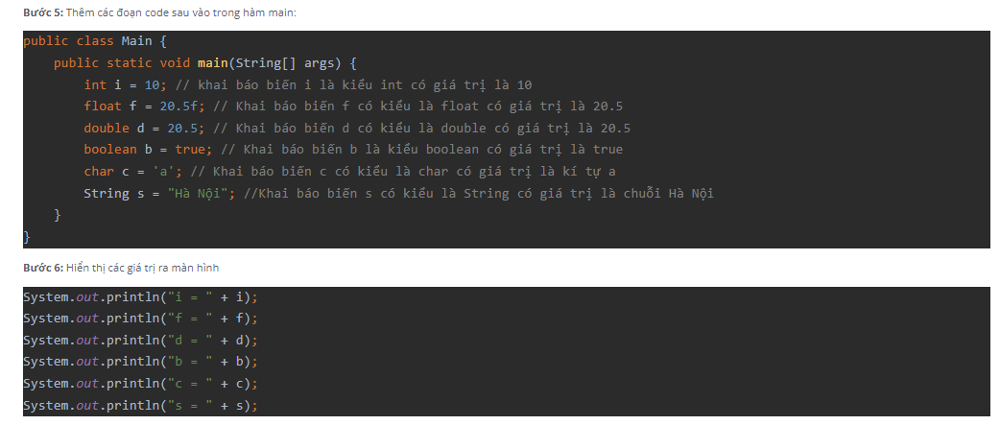 Bước 5: Thêm các đoạn code sau vào trong hàm main:
public class Main {
    public static void main(String[] args) {
        int i = 10; // khai báo biến i là kiểu int có giá trị là 10
        float f = 20.5f; // Khai báo biến f có kiểu là float có giá trị là 20.5
        double d = 20.5; // Khai báo biến d có kiểu là double có giá trị là 20.5
        boolean b = true; // Khai báo biến b là kiểu boolean có giá trị là true
        char c = 'a'; // Khai báo biến c có kiểu là char có giá trị là kí tự a
        String s = "Hà Nội"; //Khai báo biến s có kiểu là String có giá trị là chuỗi Hà Nội
    }
}
Bước 6: Hiển thị các giá trị ra màn hình
System.out.println("i = " + i);
System.out.println("f = " + f);
System.out.println("d = " + d);
System.out.println("b = " + b);
System.out.println("c = " + c);
System.out.println("s = " + s);